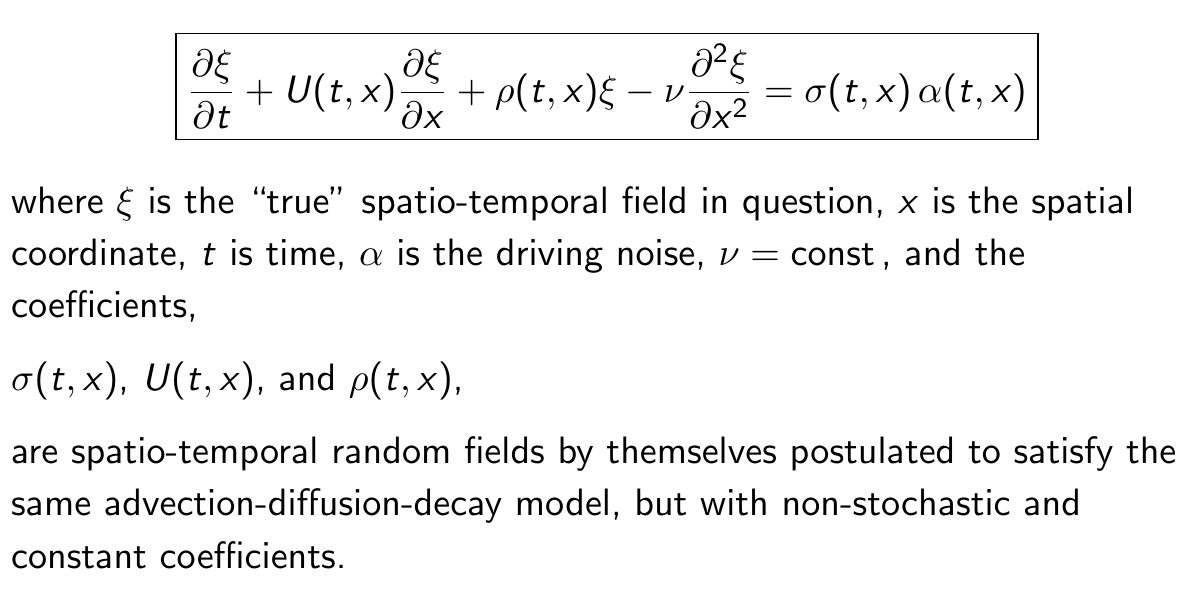 ∂ξ/∂t + U(t, x) ∂ξ/∂x + ρ(t, x)ξ − ν ∂²ξ/∂x² = σ(t, x) α(t, x)
where ξ is the “true” spatio-temporal field in question, x is the spatial
coordinate, t is time, α is the driving noise, ν = const , and the
coefficients,
σ(t, x), U(t, x), and ρ(t, x),
are spatio-temporal random fields by themselves postulated to satisfy the
same advection-diffusion-decay model, but with non-stochastic and
constant coefficients.